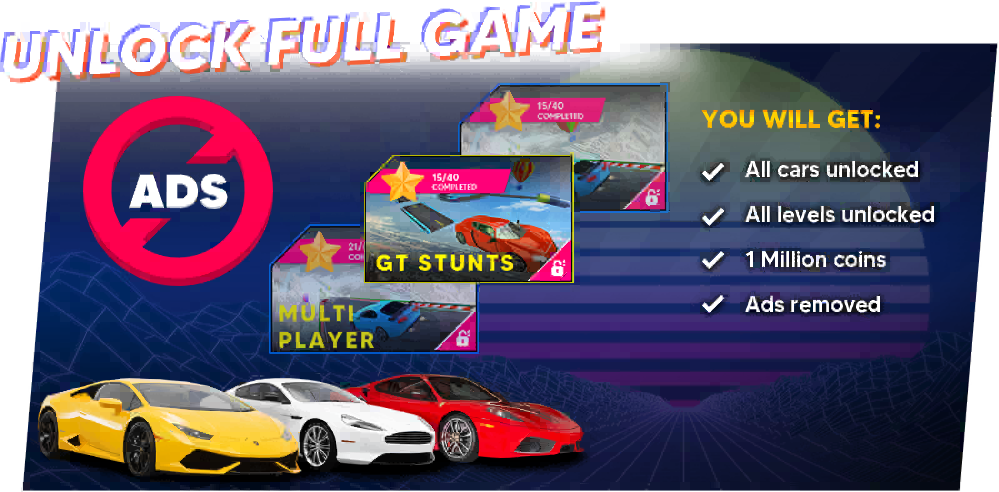 UNLOCK FULL GAME
ADS
15/40
COMPLETED
15/40
COMPLETED
GT STUNTS
21/
MULTI
PLAYER
YOU WILL GET:
All cars unlocked
All levels unlocked
1 Million coins
Ads removed